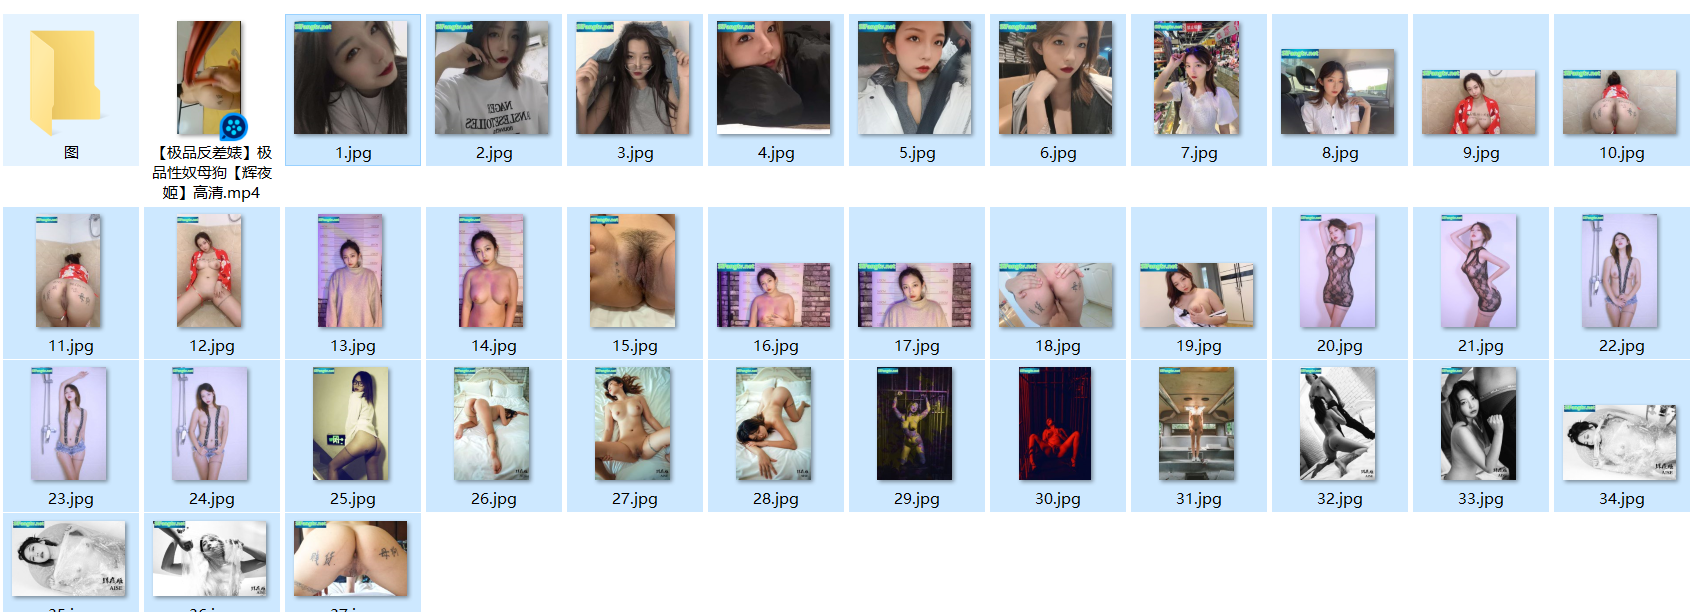 图
【极品反差婊】极
品性奴母狗【辉夜
姬】高清.mp4
1.jpg
2.jpg
3.jpg
4.jpg
5.jpg
6.jpg
7.jpg
8.jpg
9.jpg
10.jpg
11.jpg
12.jpg
13.jpg
14.jpg
15.jpg
16.jpg
17.jpg
18.jpg
19.jpg
20.jpg
21.jpg
22.jpg
23.jpg
24.jpg
25.jpg
26.jpg
27.jpg
28.jpg
29.jpg
30.jpg
31.jpg
32.jpg
33.jpg
34.jpg